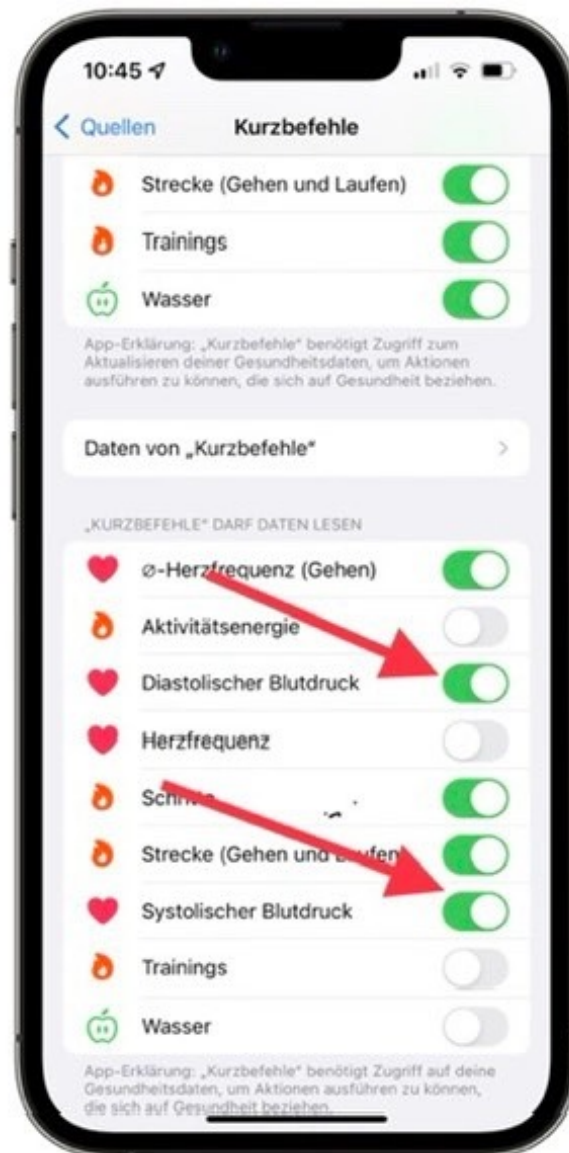 10:45
Quellen
Kurzbefehle
Strecke (Gehen und Laufen)
Trainings
Wasser
App-Erklärung: „Kurzbefehle“ benötigt Zugriff zum
Aktualisieren deiner Gesundheitsdaten, um Aktionen
ausführen zu können, die sich auf Gesundheit beziehen.
Daten von „Kurzbefehle“
„KURZBEFEHLE“ DARF DATEN LESEN
⌀-Herzfrequenz (Gehen)
Aktivitätsenergie
Diastolischer Blutdruck
Herzfrequenz
Schritte
Strecke (Gehen und Laufen)
Systolischer Blutdruck
Trainings
Wasser
App-Erklärung: „Kurzbefehle“ benötigt Zugriff auf deine
Gesundheitsdaten, um Aktionen ausführen zu können,
die sich auf Gesundheit beziehen.